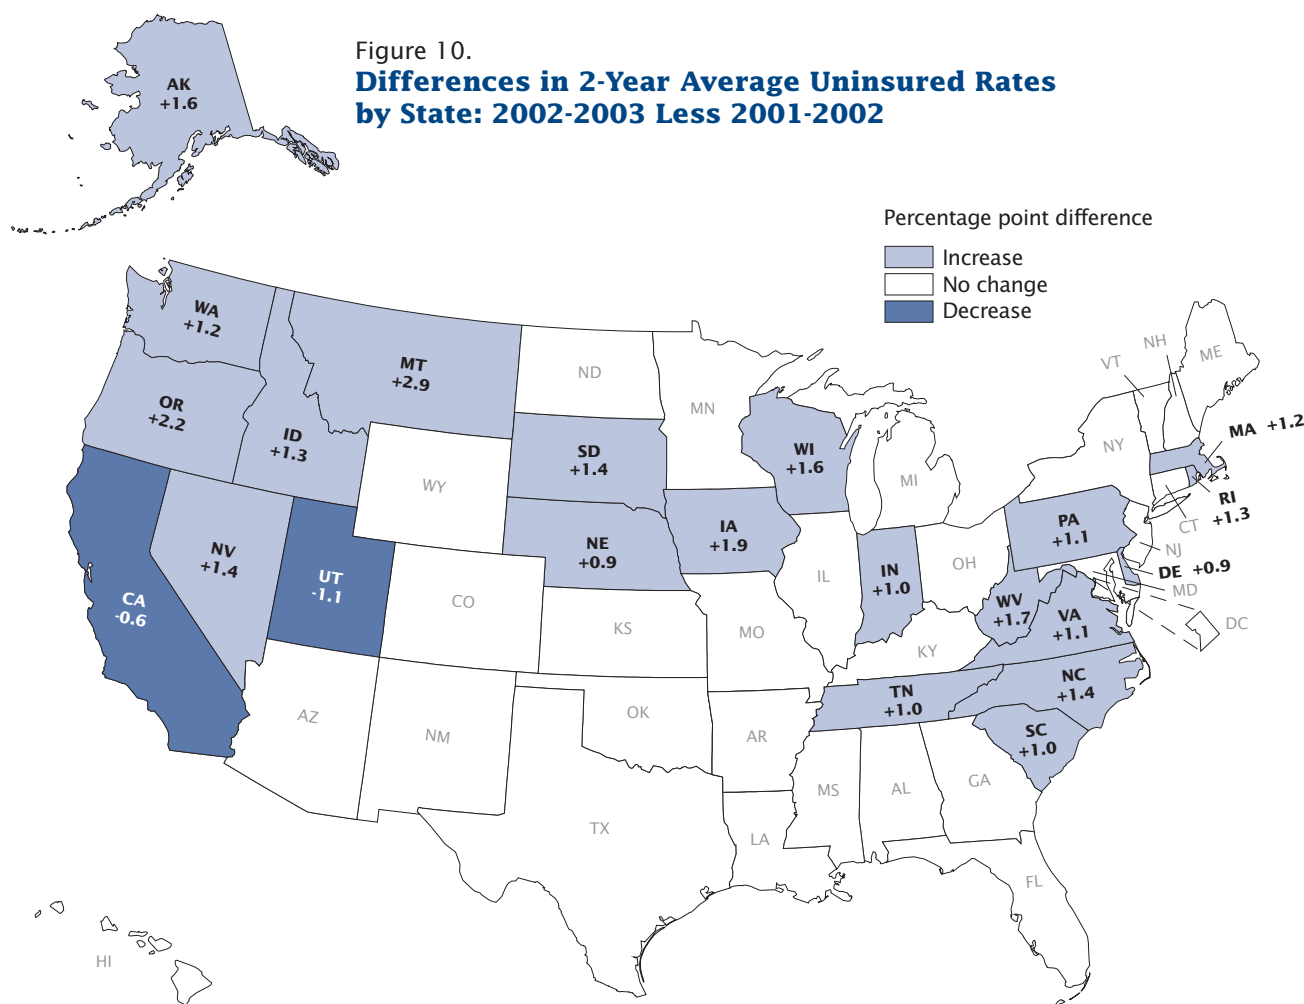 Figure 10.
Differences in 2-Year Average Uninsured Rates
by State: 2002-2003 Less 2001-2002
AK
+1.6
Percentage point difference
Increase
No change
Decrease
WA
+1.2
MT
+2.9
ND
MN
VT
NH
ME
OR
+2.2
ID
+1.3
WY
SD
+1.4
WI
+1.6
MI
NY
MA +1.2
RI
+1.3
CT
NJ
PA
+1.1
DE +0.9
MD
DC
NV
+1.4
UT
-1.1
CA
-0.6
CO
NE
+0.9
IA
+1.9
IL
IN
+1.0
OH
WV
+1.7
VA
+1.1
KS
MO
KY
NC
+1.4
TN
+1.0
SC
+1.0
AZ
NM
OK
AR
MS
AL
GA
TX
LA
FL
HI